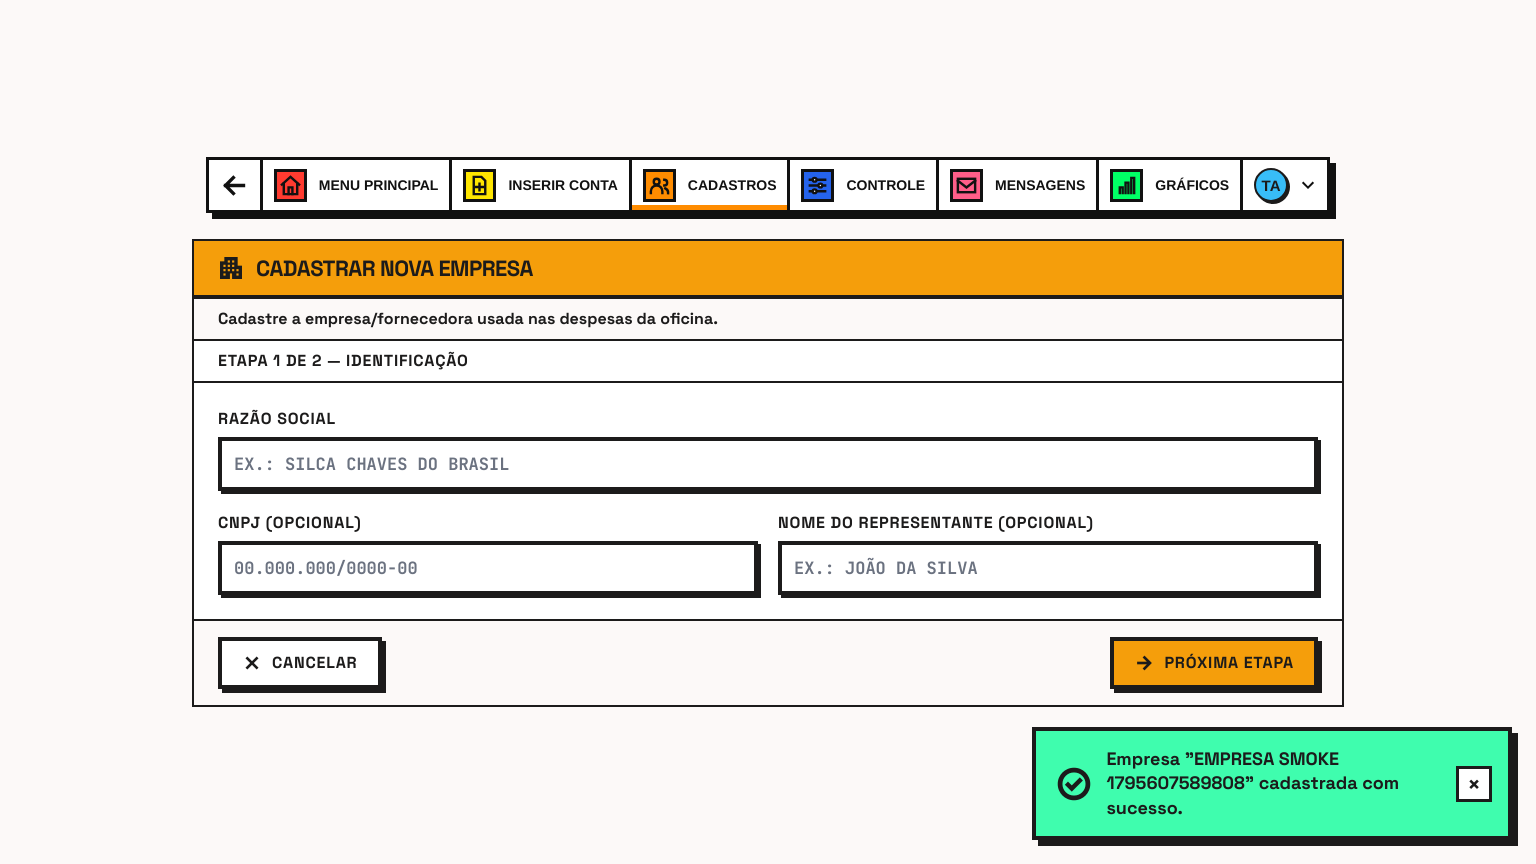 MENU PRINCIPAL
INSERIR CONTA
CADASTROS
CONTROLE
MENSAGENS
GRÁFICOS
TA
CADASTRAR NOVA EMPRESA
Cadastre a empresa/fornecedora usada nas despesas da oficina.
ETAPA 1 DE 2 — IDENTIFICAÇÃO
RAZÃO SOCIAL
EX.: SILCA CHAVES DO BRASIL
CNPJ (OPCIONAL)
NOME DO REPRESENTANTE (OPCIONAL)
00.000.000/0000-00
EX.: JOÃO DA SILVA
CANCELAR
PRÓXIMA ETAPA
Empresa "EMPRESA SMOKE
1795607589808" cadastrada com
sucesso.